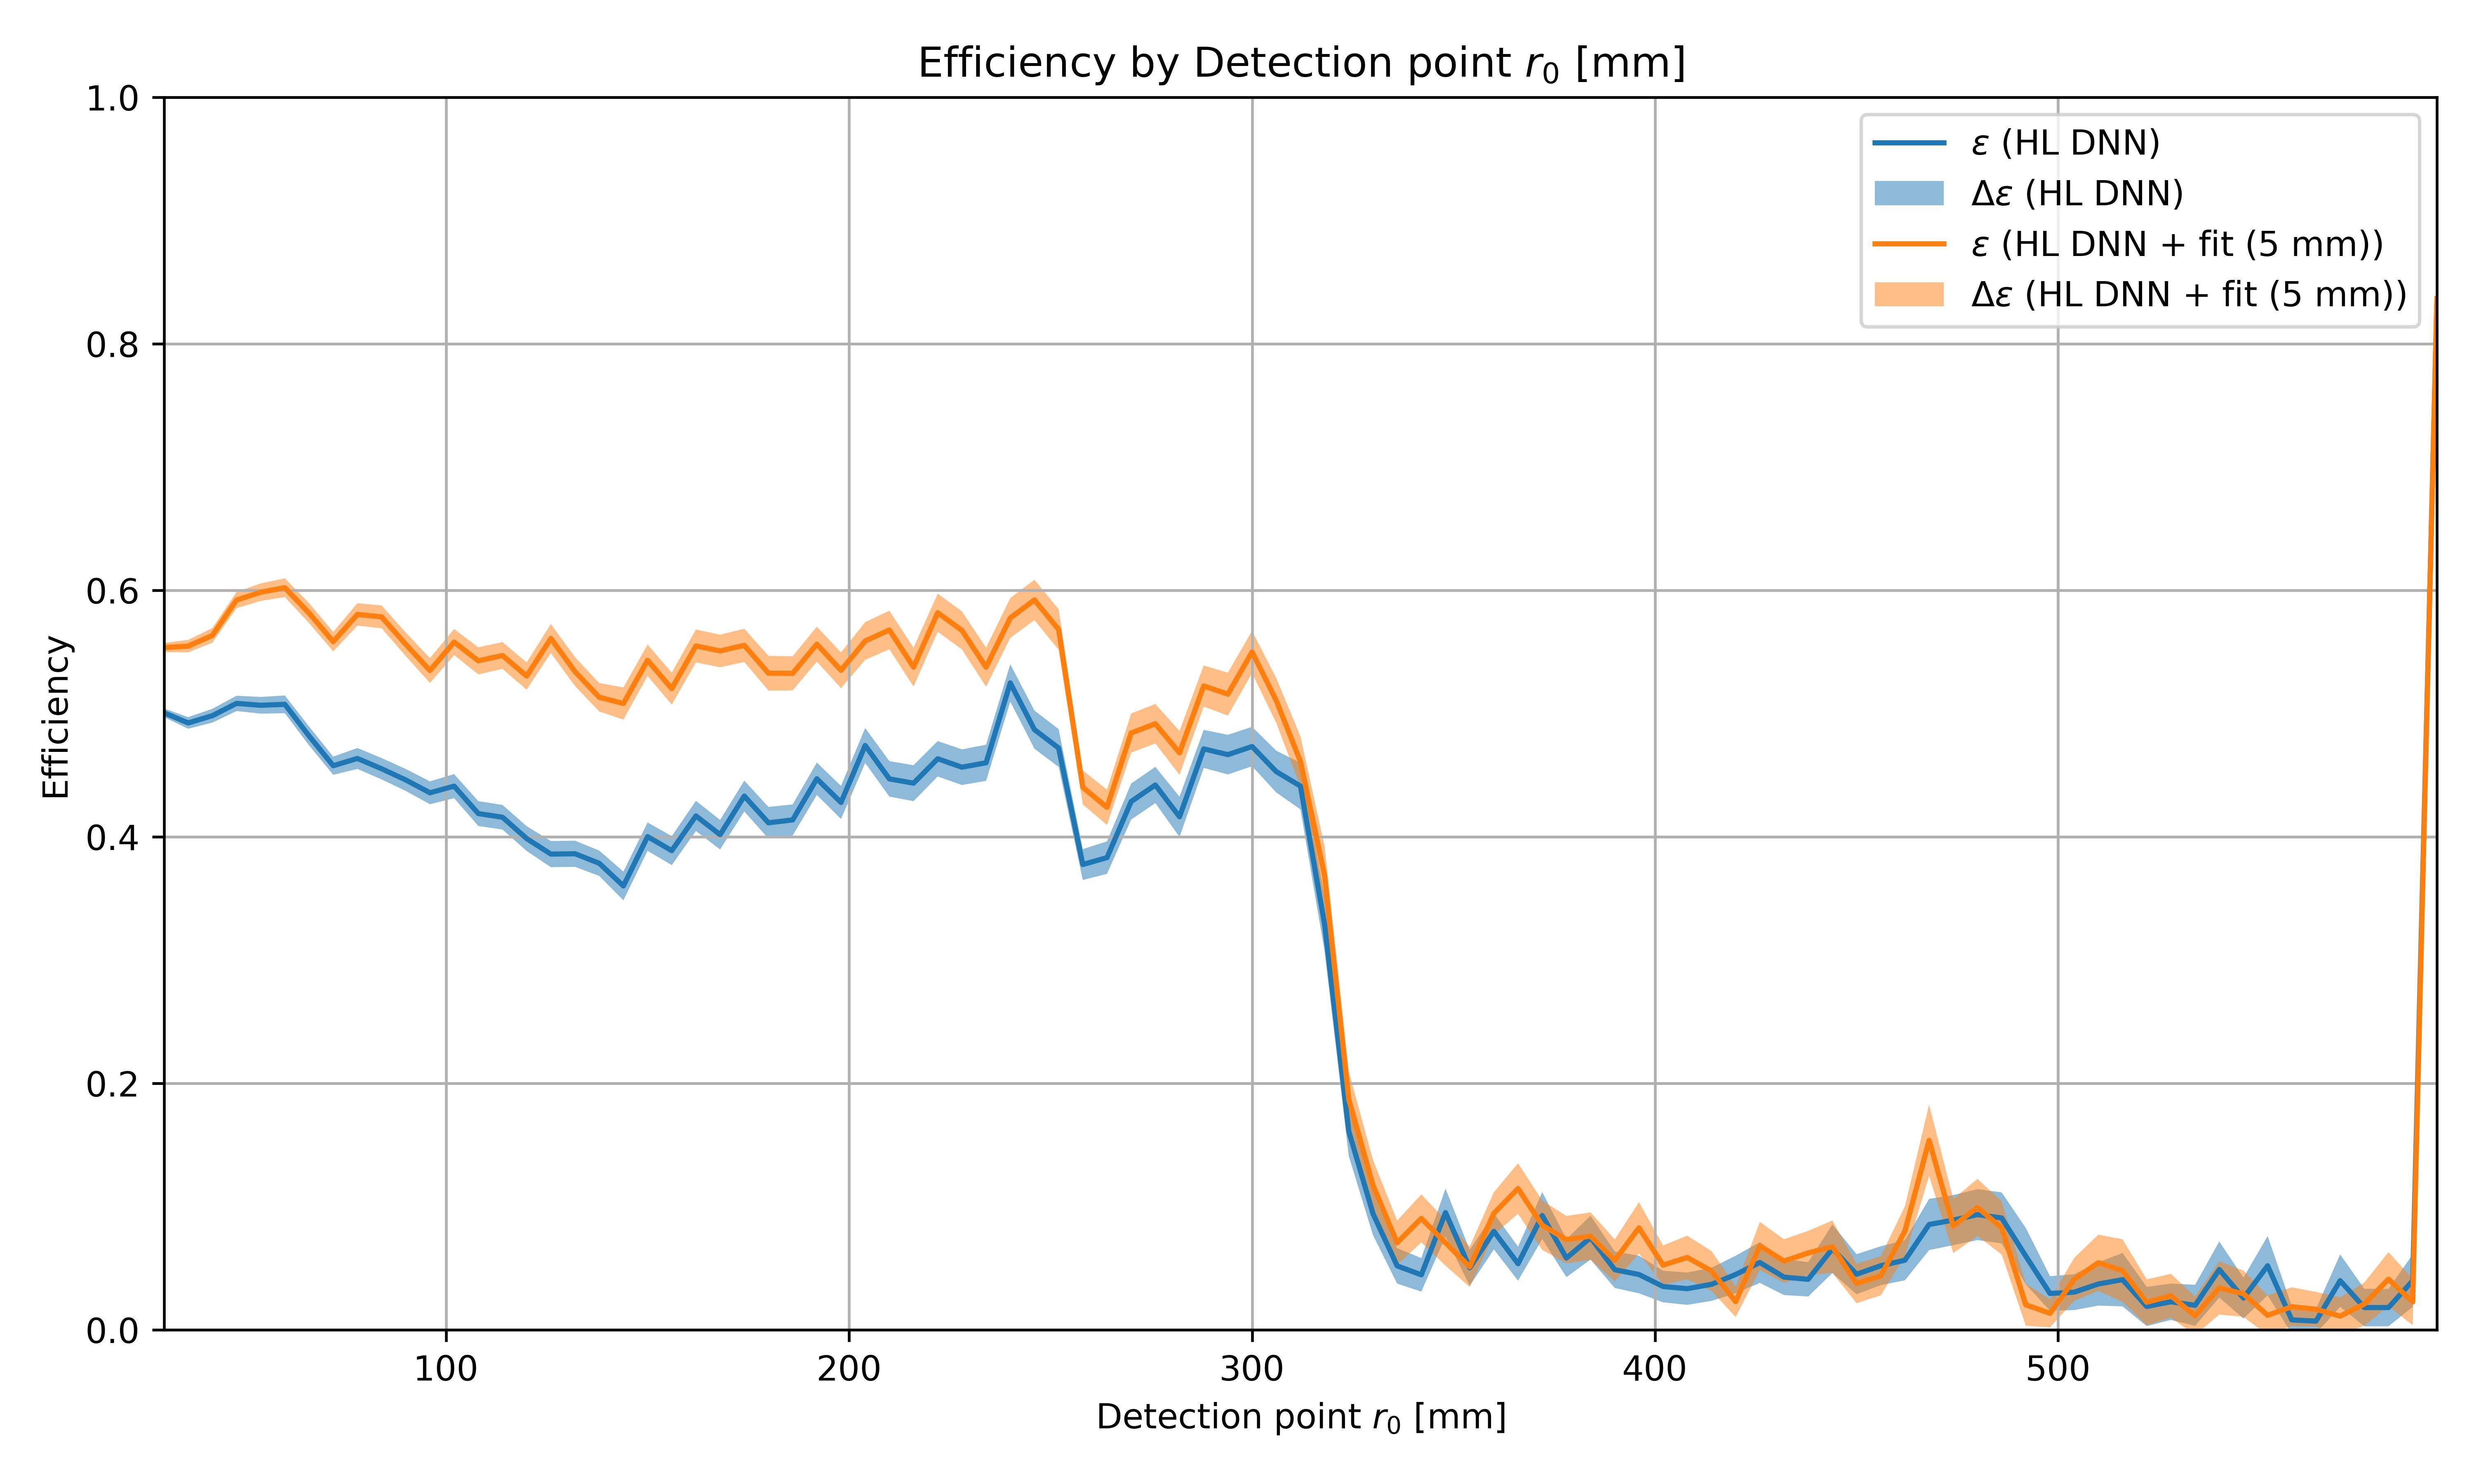 Efficiency by Detection point r₀ [mm]
ε (HL DNN)
Δε (HL DNN)
ε (HL DNN + fit (5 mm))
Δε (HL DNN + fit (5 mm))
Efficiency
1.0
0.8
0.6
0.4
0.2
0.0
100 200 300 400 500
Detection point r₀ [mm]